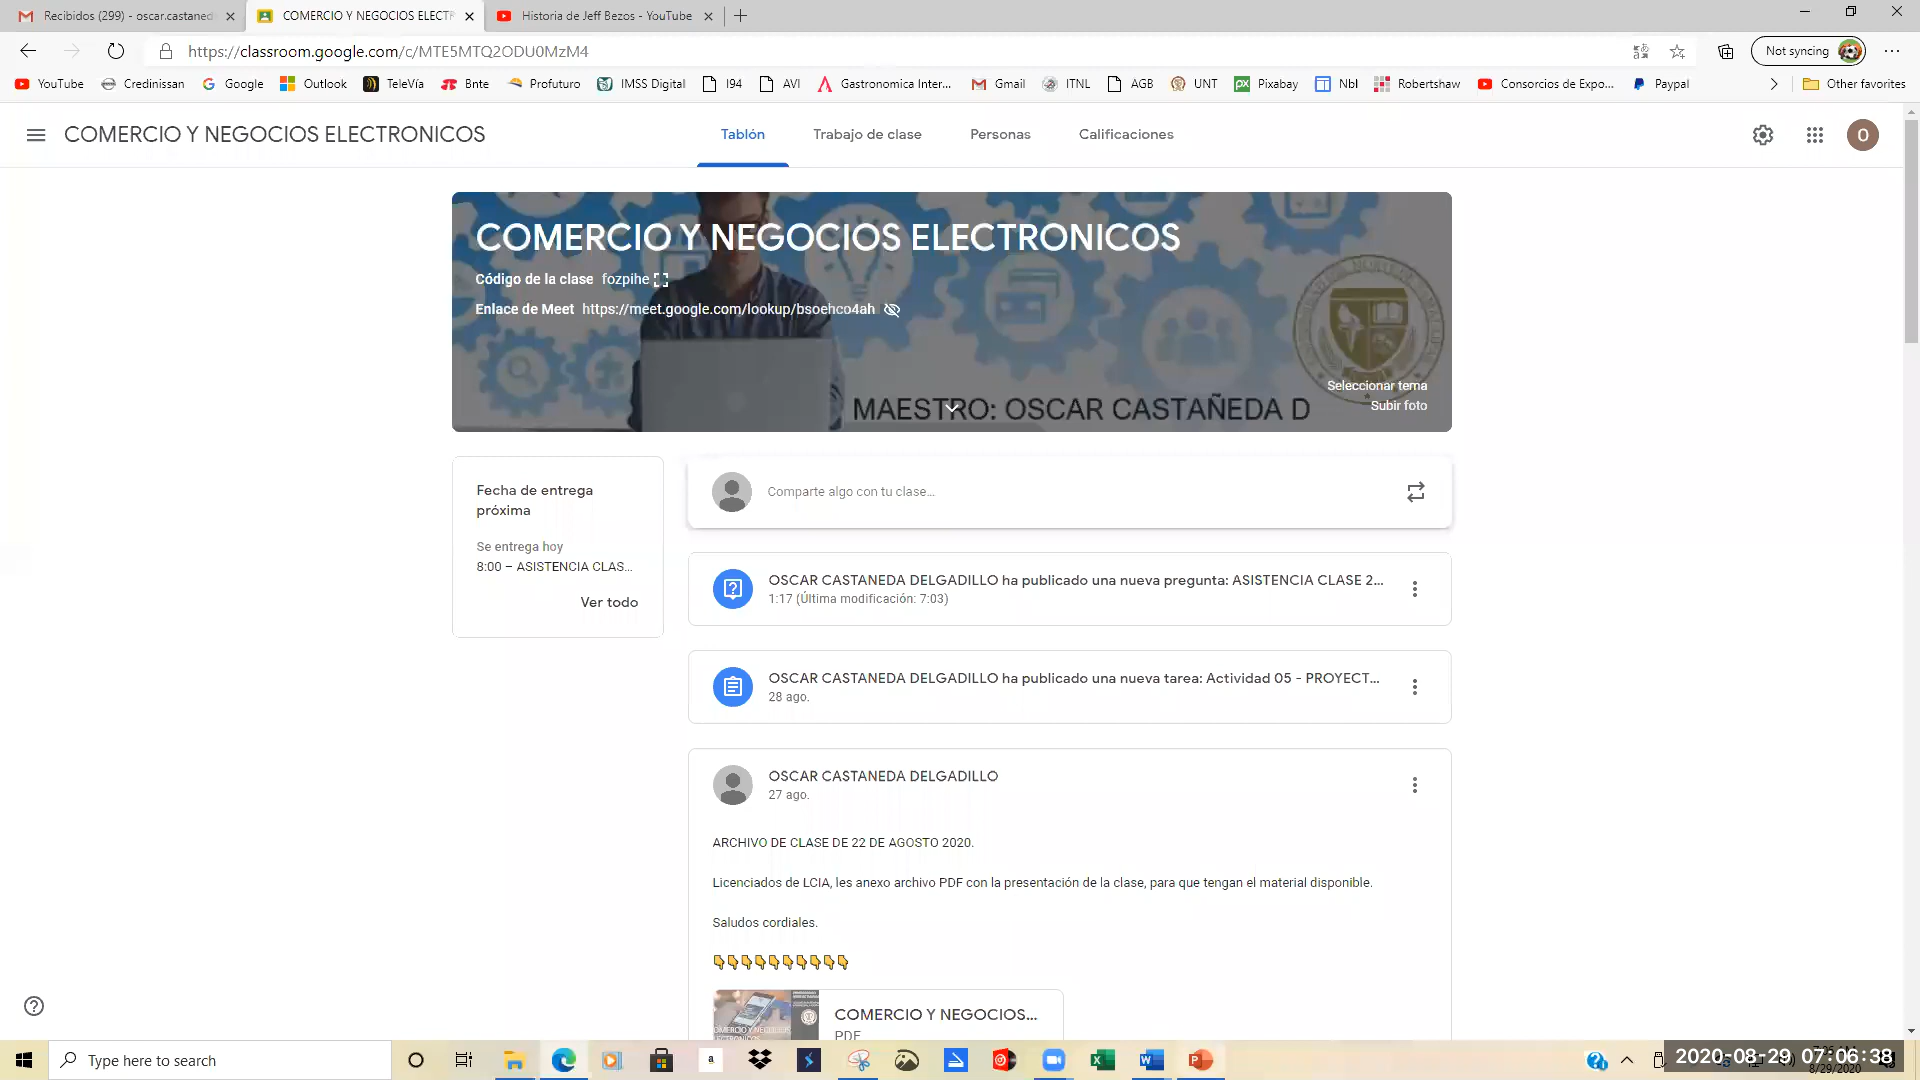 Recibidos (299) - oscar.castaned
COMERCIO Y NEGOCIOS ELECTR
Historia de Jeff Bezos - YouTube
https://classroom.google.com/c/MTE5MTQ2ODU0MzM4
Not syncing
YouTube
Credinissan
Google
Outlook
TeleVía
Bnte
Profuturo
IMSS Digital
I94
AVI
Gastronomica Inter...
Gmail
ITNL
AGB
UNT
Pixabay
Nbl
Robertshaw
Consorcios de Expo...
Paypal
Other favorites
COMERCIO Y NEGOCIOS ELECTRONICOS
Tablón
Trabajo de clase
Personas
Calificaciones
O
COMERCIO Y NEGOCIOS ELECTRONICOS
Código de la clase fozpihe
Enlace de Meet https://meet.google.com/lookup/bsoehco4ah
MAESTRO: OSCAR CASTAÑEDA D
Seleccionar tema
Subir foto
Fecha de entrega
próxima
Se entrega hoy
8:00 – ASISTENCIA CLAS...
Ver todo
Comparte algo con tu clase...
OSCAR CASTANEDA DELGADILLO ha publicado una nueva pregunta: ASISTENCIA CLASE 2...
1:17 (Última modificación: 7:03)
OSCAR CASTANEDA DELGADILLO ha publicado una nueva tarea: Actividad 05 - PROYECT...
28 ago.
OSCAR CASTANEDA DELGADILLO
27 ago.
ARCHIVO DE CLASE DE 22 DE AGOSTO 2020.
Licenciados de LCIA, les anexo archivo PDF con la presentación de la clase, para que tengan el material disponible.
Saludos cordiales.
👇👇👇👇👇👇👇👇👇👇
COMERCIO Y NEGOCIOS...
PDF
Type here to search
2020-08-29 07:06:38
8/29/2020